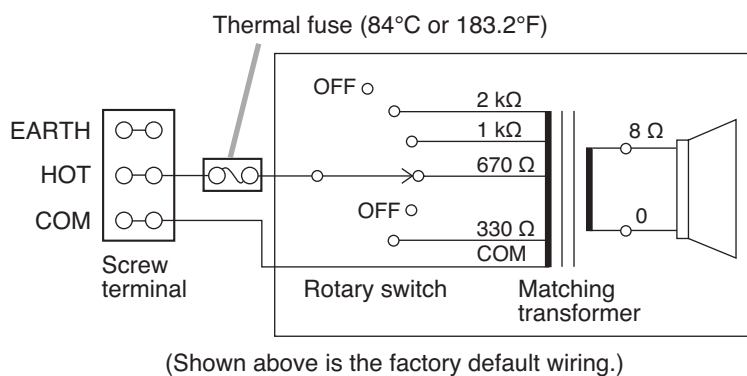 Thermal fuse (84°C or 183.2°F)
OFF
2 kΩ
1 kΩ
8 Ω
EARTH
HOT
670 Ω
COM
OFF
330 Ω
0
COM
Screw
terminal
Rotary switch
Matching
transformer
(Shown above is the factory default wiring.)